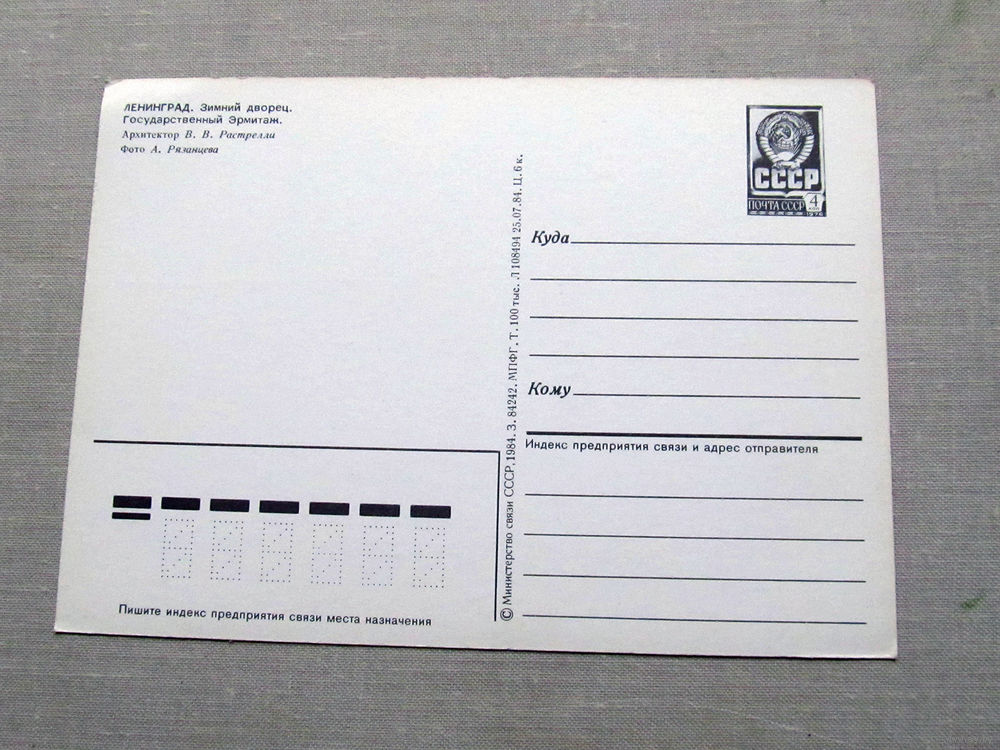 ЛЕНИНГРАД. Зимний дворец.
Государственный Эрмитаж.
Архитектор В. В. Растрелли
Фото А. Рязанцева
СССР
ПОЧТА СССР 4
1976
Куда
Кому
Индекс предприятия связи и адрес отправителя
© Министерство связи СССР, 1984. З. 84242. МПФГ. Т. 100 тыс. Л 108494 25.07.84. Ц. 6 к.
Пишите индекс предприятия связи места назначения